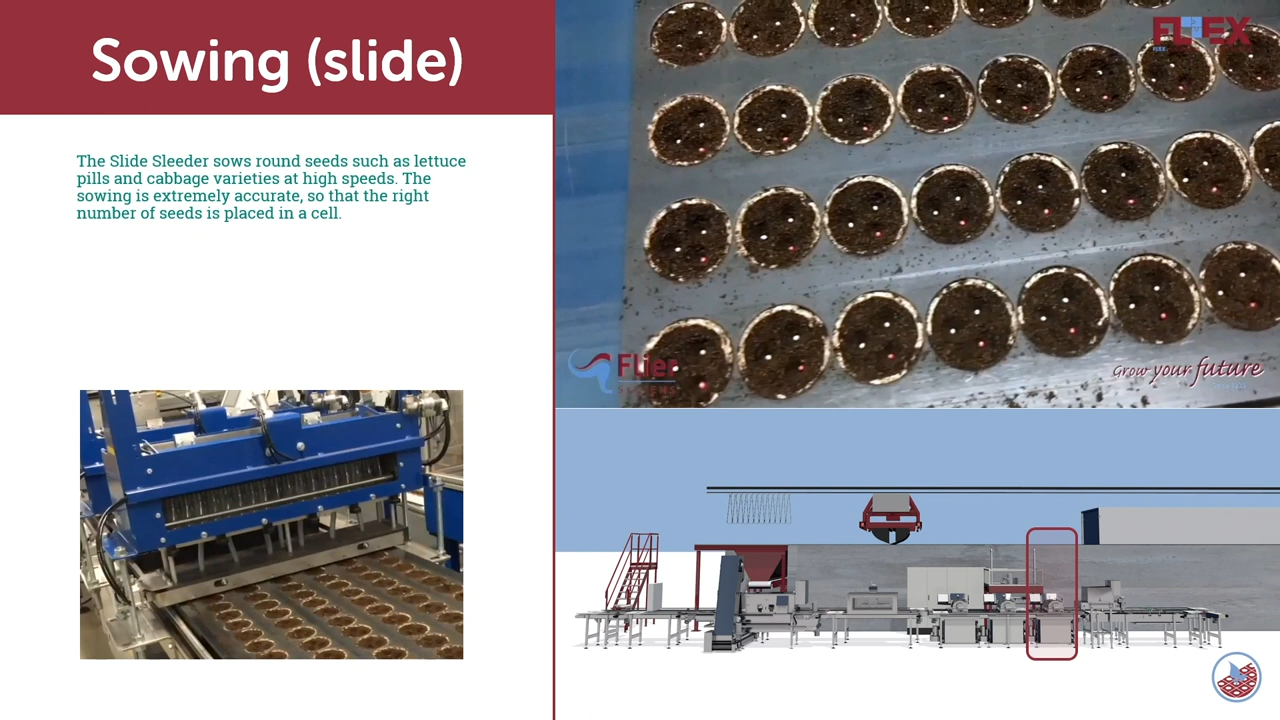 Sowing (slide)
The Slide Sleeder sows round seeds such as lettuce
pills and cabbage varieties at high speeds. The
sowing is extremely accurate, so that the right
number of seeds is placed in a cell.
Flier
SYSTEMS
Grow your future